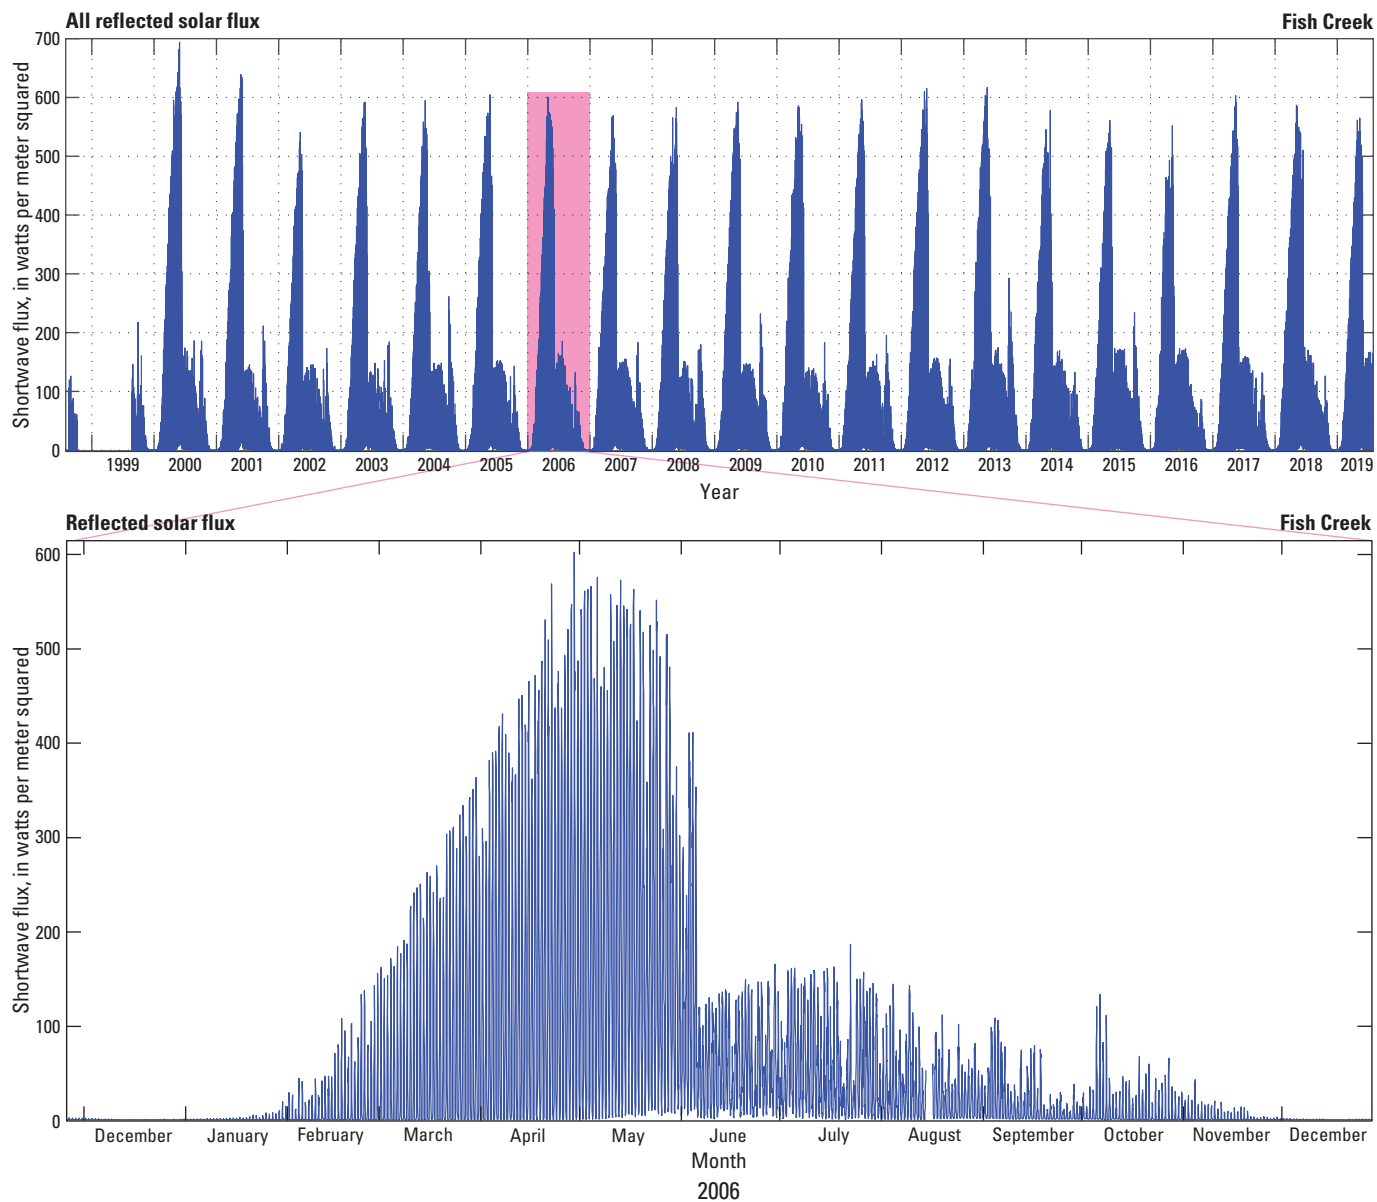 All reflected solar flux Fish Creek
Shortwave flux, in watts per meter squared
700
600
500
400
300
200
100
0
1999 2000 2001 2002 2003 2004 2005 2006 2007 2008 2009 2010 2011 2012 2013 2014 2015 2016 2017 2018 2019
Year
Reflected solar flux Fish Creek
Shortwave flux, in watts per meter squared
600
500
400
300
200
100
0
December January February March April May June July August September October November December
Month
2006